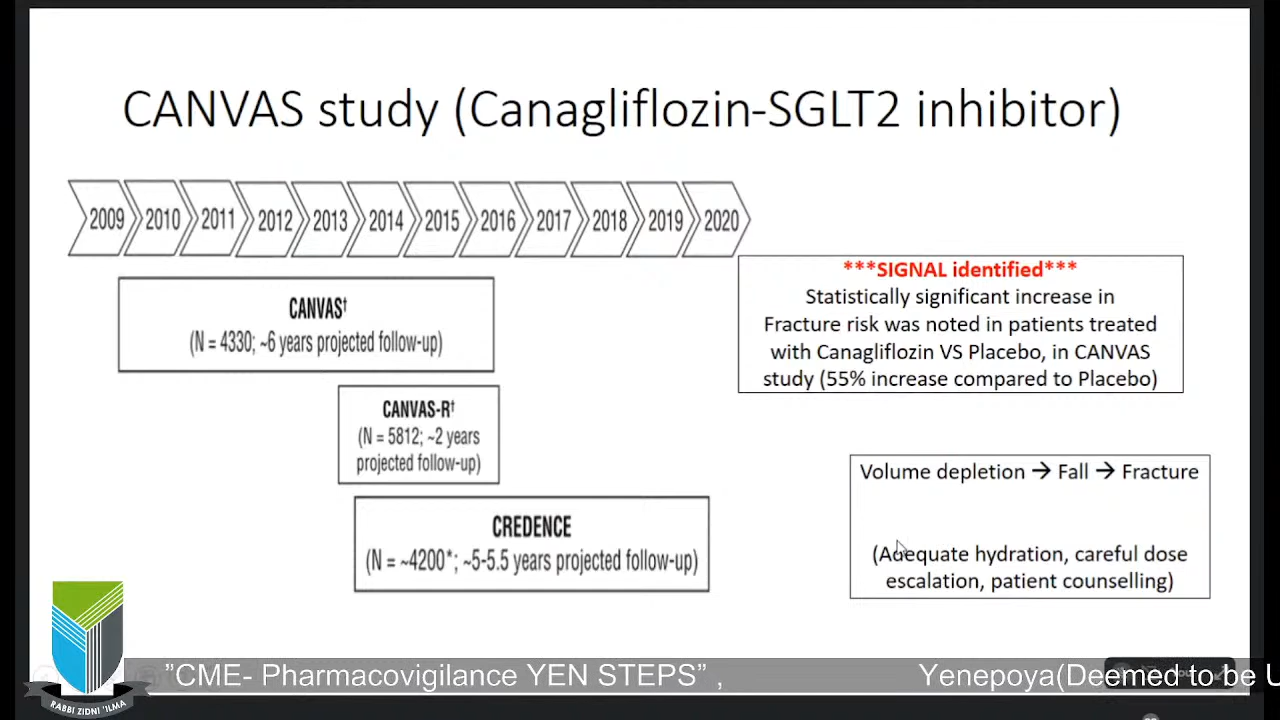 CANVAS study (Canagliflozin-SGLT2 inhibitor)
2009 2010 2011 2012 2013 2014 2015 2016 2017 2018 2019 2020
CANVAS†
(N = 4330; ~6 years projected follow-up)
CANVAS-R†
(N = 5812; ~2 years
projected follow-up)
CREDENCE
(N = ~4200*; ~5-5.5 years projected follow-up)
***SIGNAL identified***
Statistically significant increase in
Fracture risk was noted in patients treated
with Canagliflozin VS Placebo, in CANVAS
study (55% increase compared to Placebo)
Volume depletion → Fall → Fracture
(Adequate hydration, careful dose
escalation, patient counselling)
RABBI ZIDNI 'ILMA
”CME- Pharmacovigilance YEN STEPS” , Yenepoya(Deemed to be U